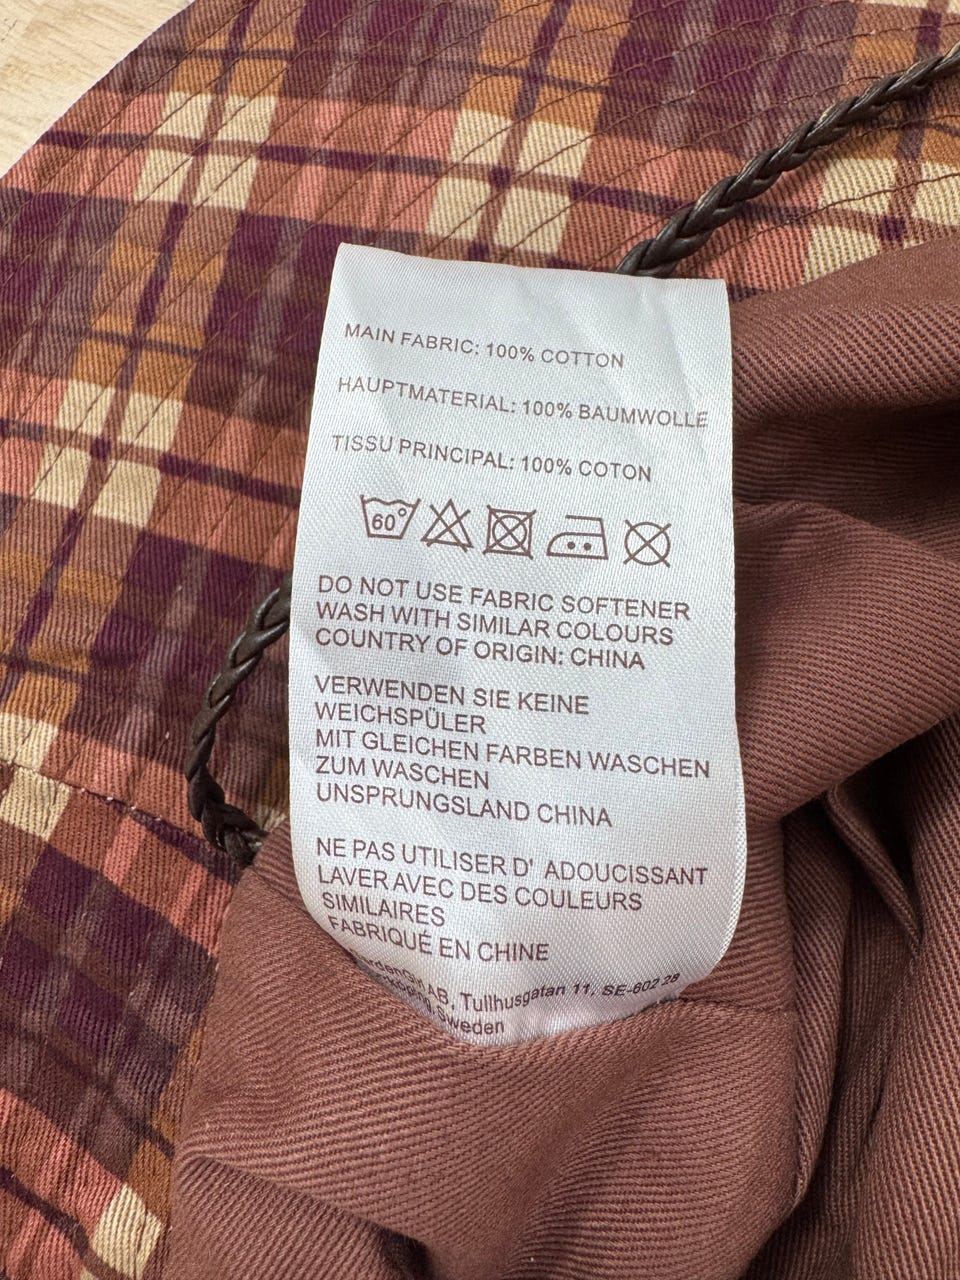 MAIN FABRIC: 100% COTTON
HAUPTMATERIAL: 100% BAUMWOLLE
TISSU PRINCIPAL: 100% COTON
60°
DO NOT USE FABRIC SOFTENER
WASH WITH SIMILAR COLOURS
COUNTRY OF ORIGIN: CHINA
VERWENDEN SIE KEINE
WEICHSPÜLER
MIT GLEICHEN FARBEN WASCHEN
ZUM WASCHEN
UNSPRUNGSLAND CHINA
NE PAS UTILISER D' ADOUCISSANT
LAVER AVEC DES COULEURS
SIMILAIRES
FABRIQUÉ EN CHINE
AB, Tullhusgatan 11, SE-602 28
Sweden